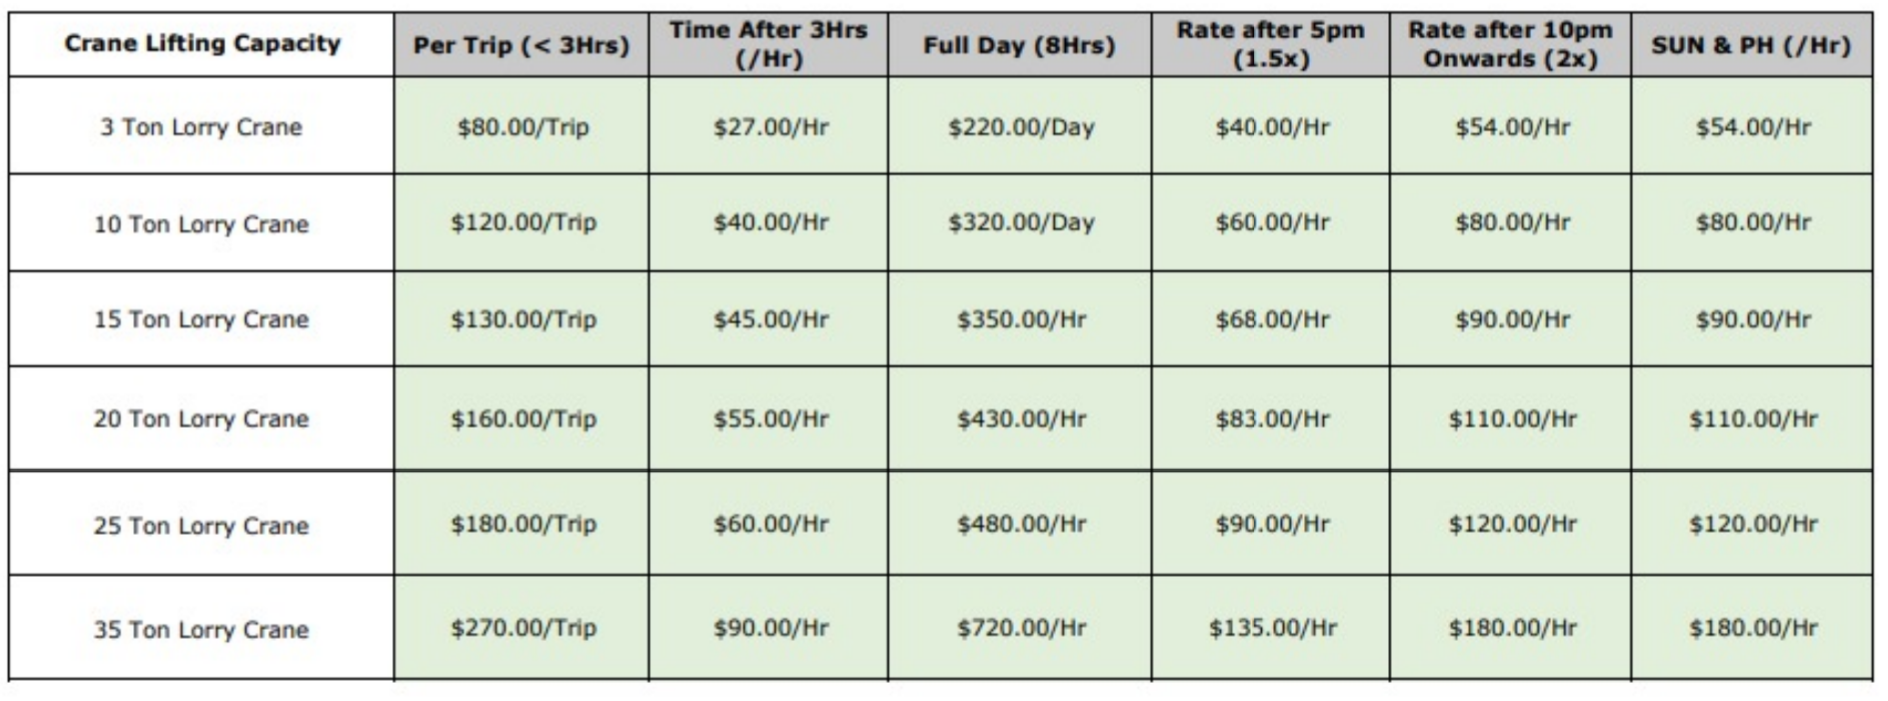 Crane Lifting Capacity Per Trip (< 3Hrs) Time After 3Hrs (/Hr) Full Day (8Hrs) Rate after 5pm (1.5x) Rate after 10pm Onwards (2x) SUN & PH (/Hr)
3 Ton Lorry Crane $80.00/Trip $27.00/Hr $220.00/Day $40.00/Hr $54.00/Hr $54.00/Hr
10 Ton Lorry Crane $120.00/Trip $40.00/Hr $320.00/Day $60.00/Hr $80.00/Hr $80.00/Hr
15 Ton Lorry Crane $130.00/Trip $45.00/Hr $350.00/Hr $68.00/Hr $90.00/Hr $90.00/Hr
20 Ton Lorry Crane $160.00/Trip $55.00/Hr $430.00/Hr $83.00/Hr $110.00/Hr $110.00/Hr
25 Ton Lorry Crane $180.00/Trip $60.00/Hr $480.00/Hr $90.00/Hr $120.00/Hr $120.00/Hr
35 Ton Lorry Crane $270.00/Trip $90.00/Hr $720.00/Hr $135.00/Hr $180.00/Hr $180.00/Hr